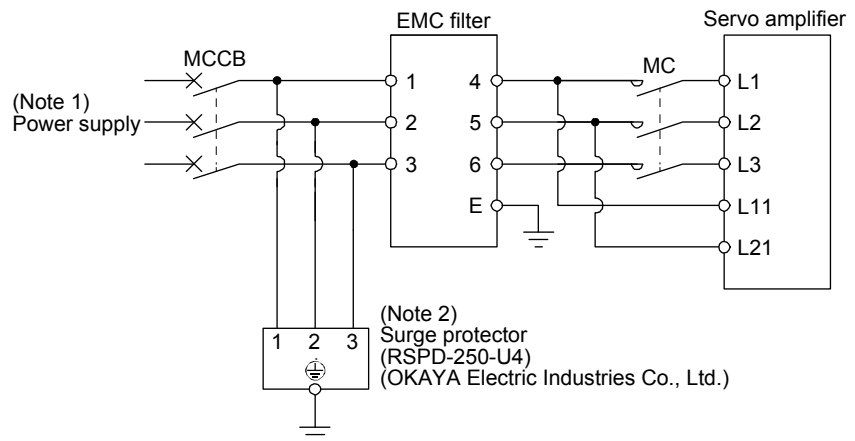 EMC filter
Servo amplifier
MCCB
MC
(Note 1)
Power supply
1
2
3
4
5
6
E
L1
L2
L3
L11
L21
(Note 2)
Surge protector
(RSPD-250-U4)
(OKAYA Electric Industries Co., Ltd.)
1 2 3